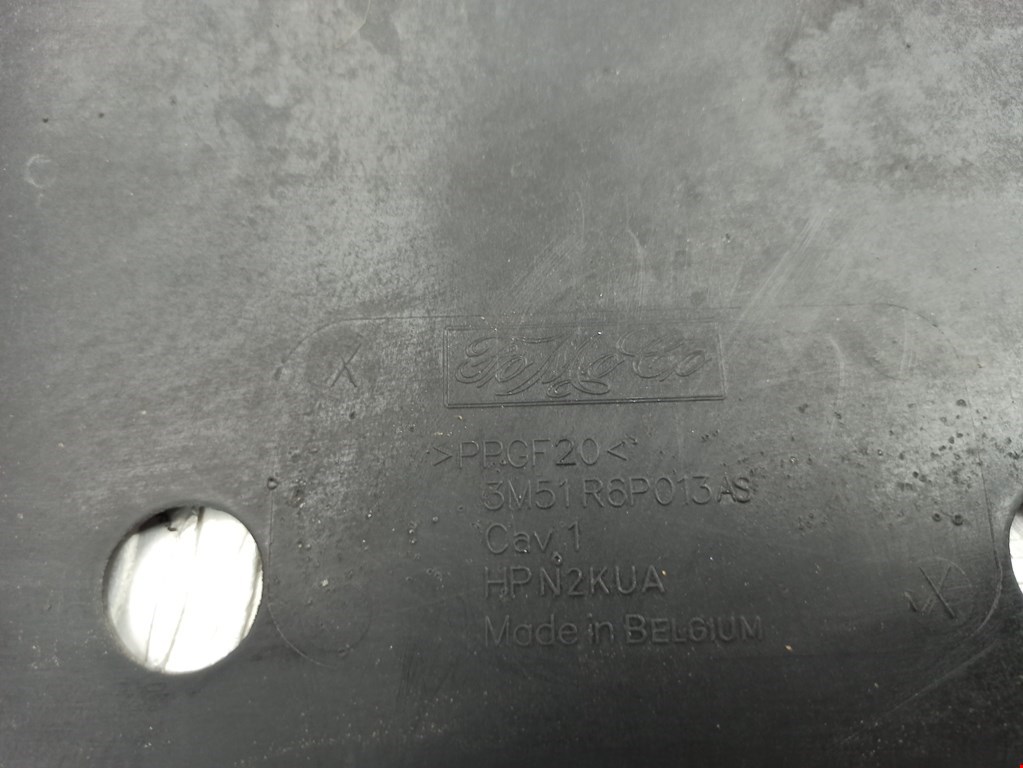 FoMoCo
>PP.GF20<
3M51 R6P013 AS
Cav. 1
HP N2KUA
Made in BELGIUM